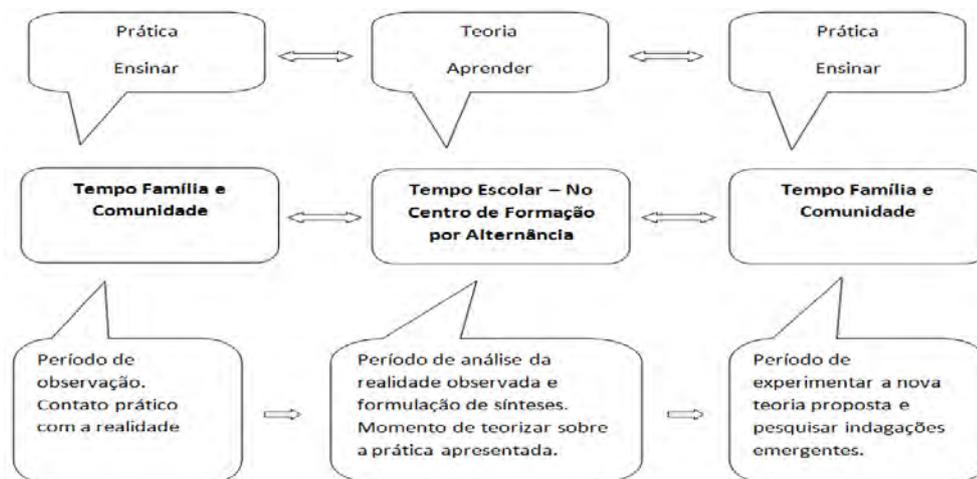 Prática
Ensinar
Teoria
Aprender
Prática
Ensinar
Tempo Família e
Comunidade
Tempo Escolar – No
Centro de Formação
por Alternância
Tempo Família e
Comunidade
Período de
observação.
Contato prático
com a realidade
Período de análise da
realidade observada e
formulação de sínteses.
Momento de teorizar sobre
a prática apresentada.
Período de
experimentar a nova
teoria proposta e
pesquisar indagações
emergentes.